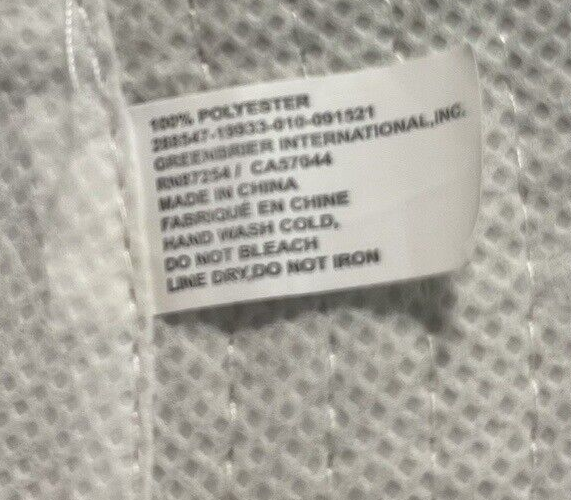 100% POLYESTER
288547-19933-010-091521
GREENBRIER INTERNATIONAL,INC.
RN87254 / CA57044
MADE IN CHINA
FABRIQUÉ EN CHINE
HAND WASH COLD,
DO NOT BLEACH
LINE DRY,DO NOT IRON